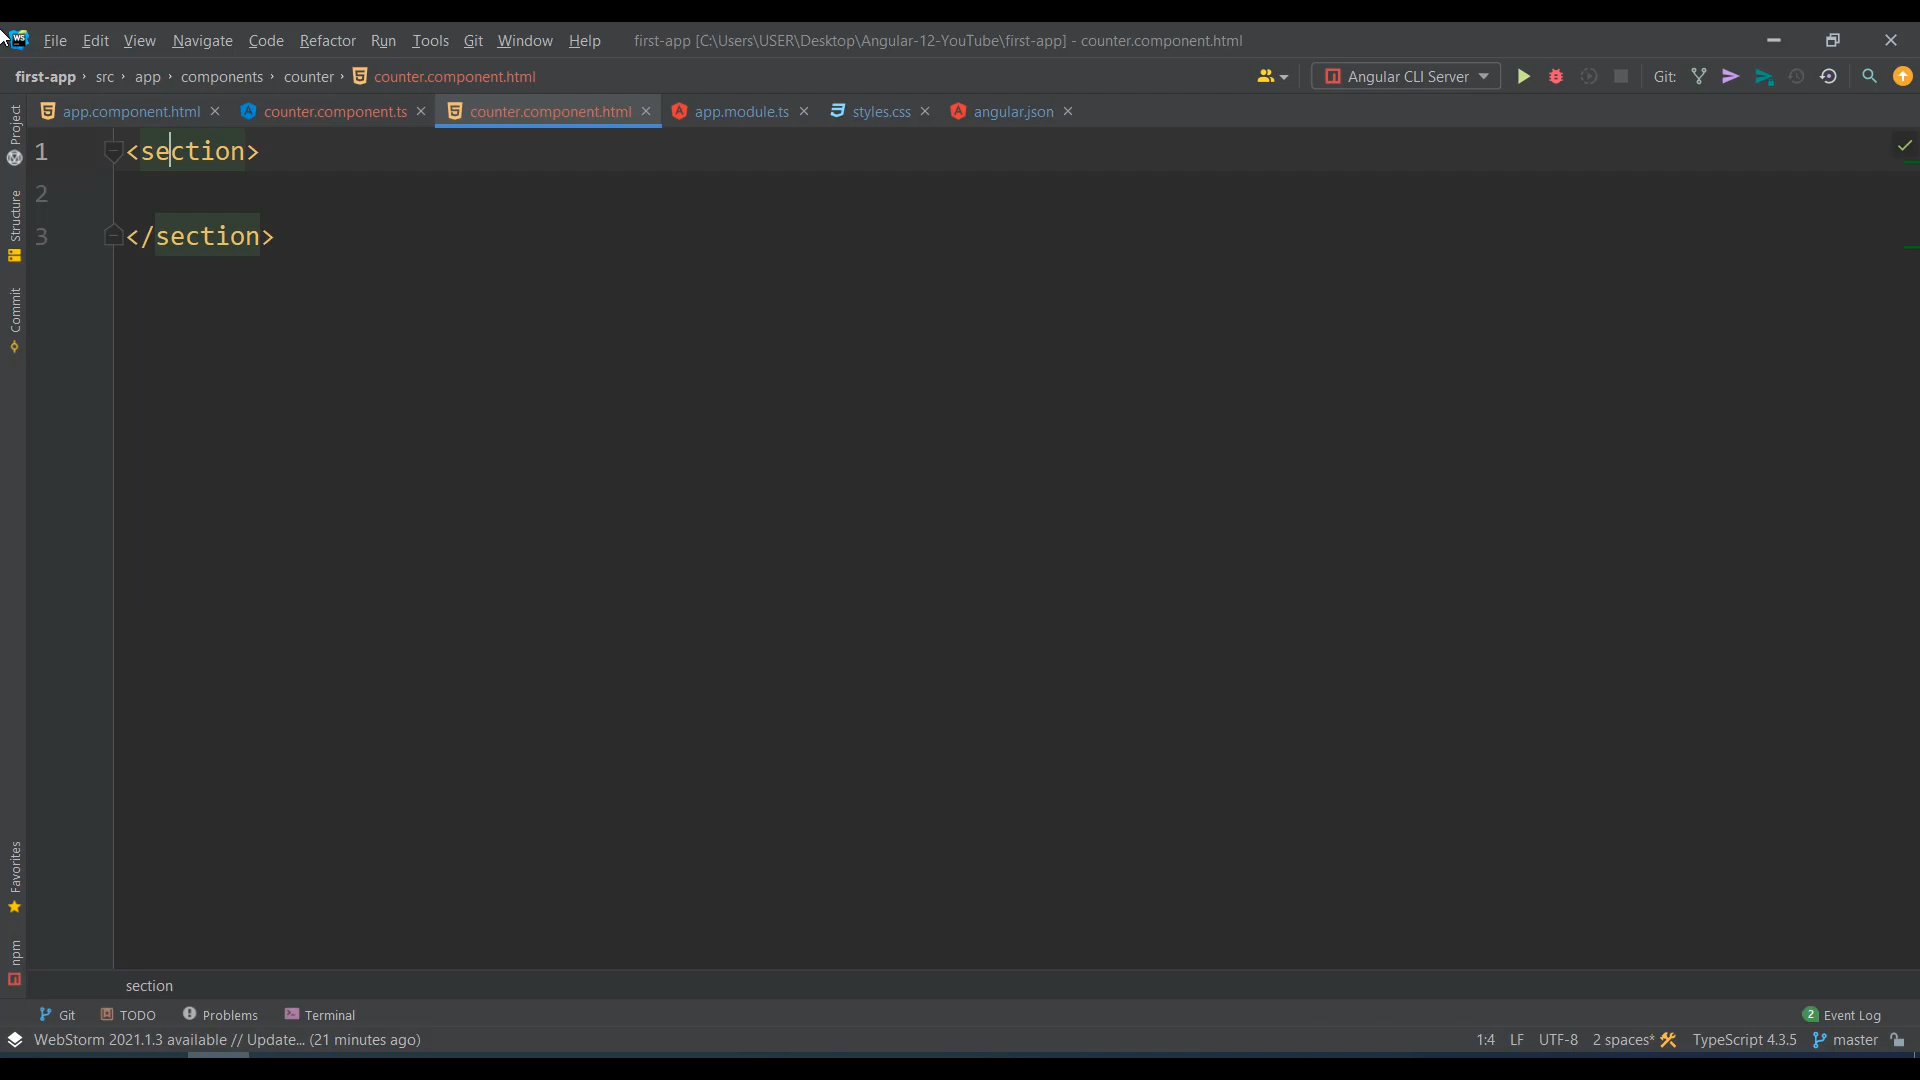 WS File Edit View Navigate Code Refactor Run Tools Git Window Help first-app [C:\Users\USER\Desktop\Angular-12-YouTube\first-app] - counter.component.html
first-app › src › app › components › counter › counter.component.html Angular CLI Server Git:
app.component.html counter.component.ts counter.component.html app.module.ts styles.css angular.json
Project
Structure
Commit
Favorites
npm
1 <section>
2
3 </section>
section
Git TODO Problems Terminal 2 Event Log
WebStorm 2021.1.3 available // Update... (21 minutes ago) 1:4 LF UTF-8 2 spaces* TypeScript 4.3.5 master